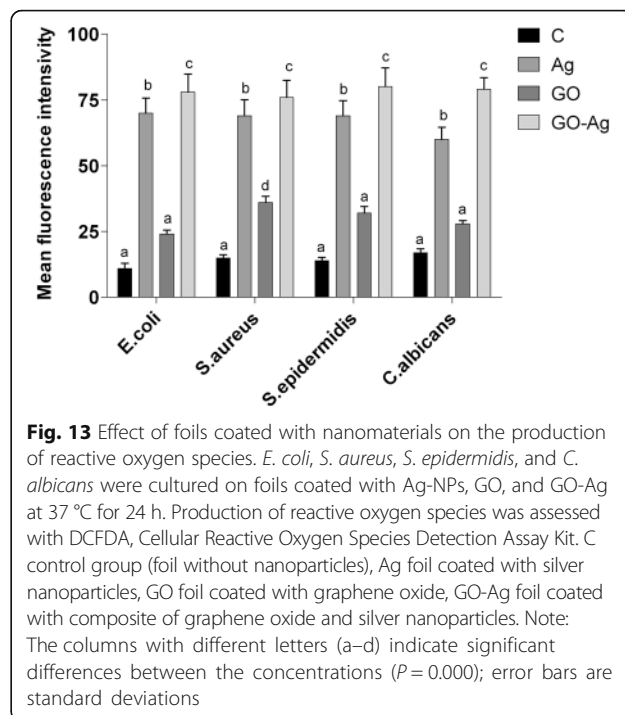 100
75
50
25
0
Mean fluorescence intensivity
C
Ag
GO
GO-Ag
a b a c
a b d c
a b a c
a b a c
E.coli
S.aureus
S.epidermidis
C.albicans
Fig. 13 Effect of foils coated with nanomaterials on the production
of reactive oxygen species. E. coli, S. aureus, S. epidermidis, and C.
albicans were cultured on foils coated with Ag-NPs, GO, and GO-Ag
at 37 °C for 24 h. Production of reactive oxygen species was assessed
with DCFDA, Cellular Reactive Oxygen Species Detection Assay Kit. C
control group (foil without nanoparticles), Ag foil coated with silver
nanoparticles, GO foil coated with graphene oxide, GO-Ag foil coated
with composite of graphene oxide and silver nanoparticles. Note:
The columns with different letters (a–d) indicate significant
differences between the concentrations (P = 0.000); error bars are
standard deviations